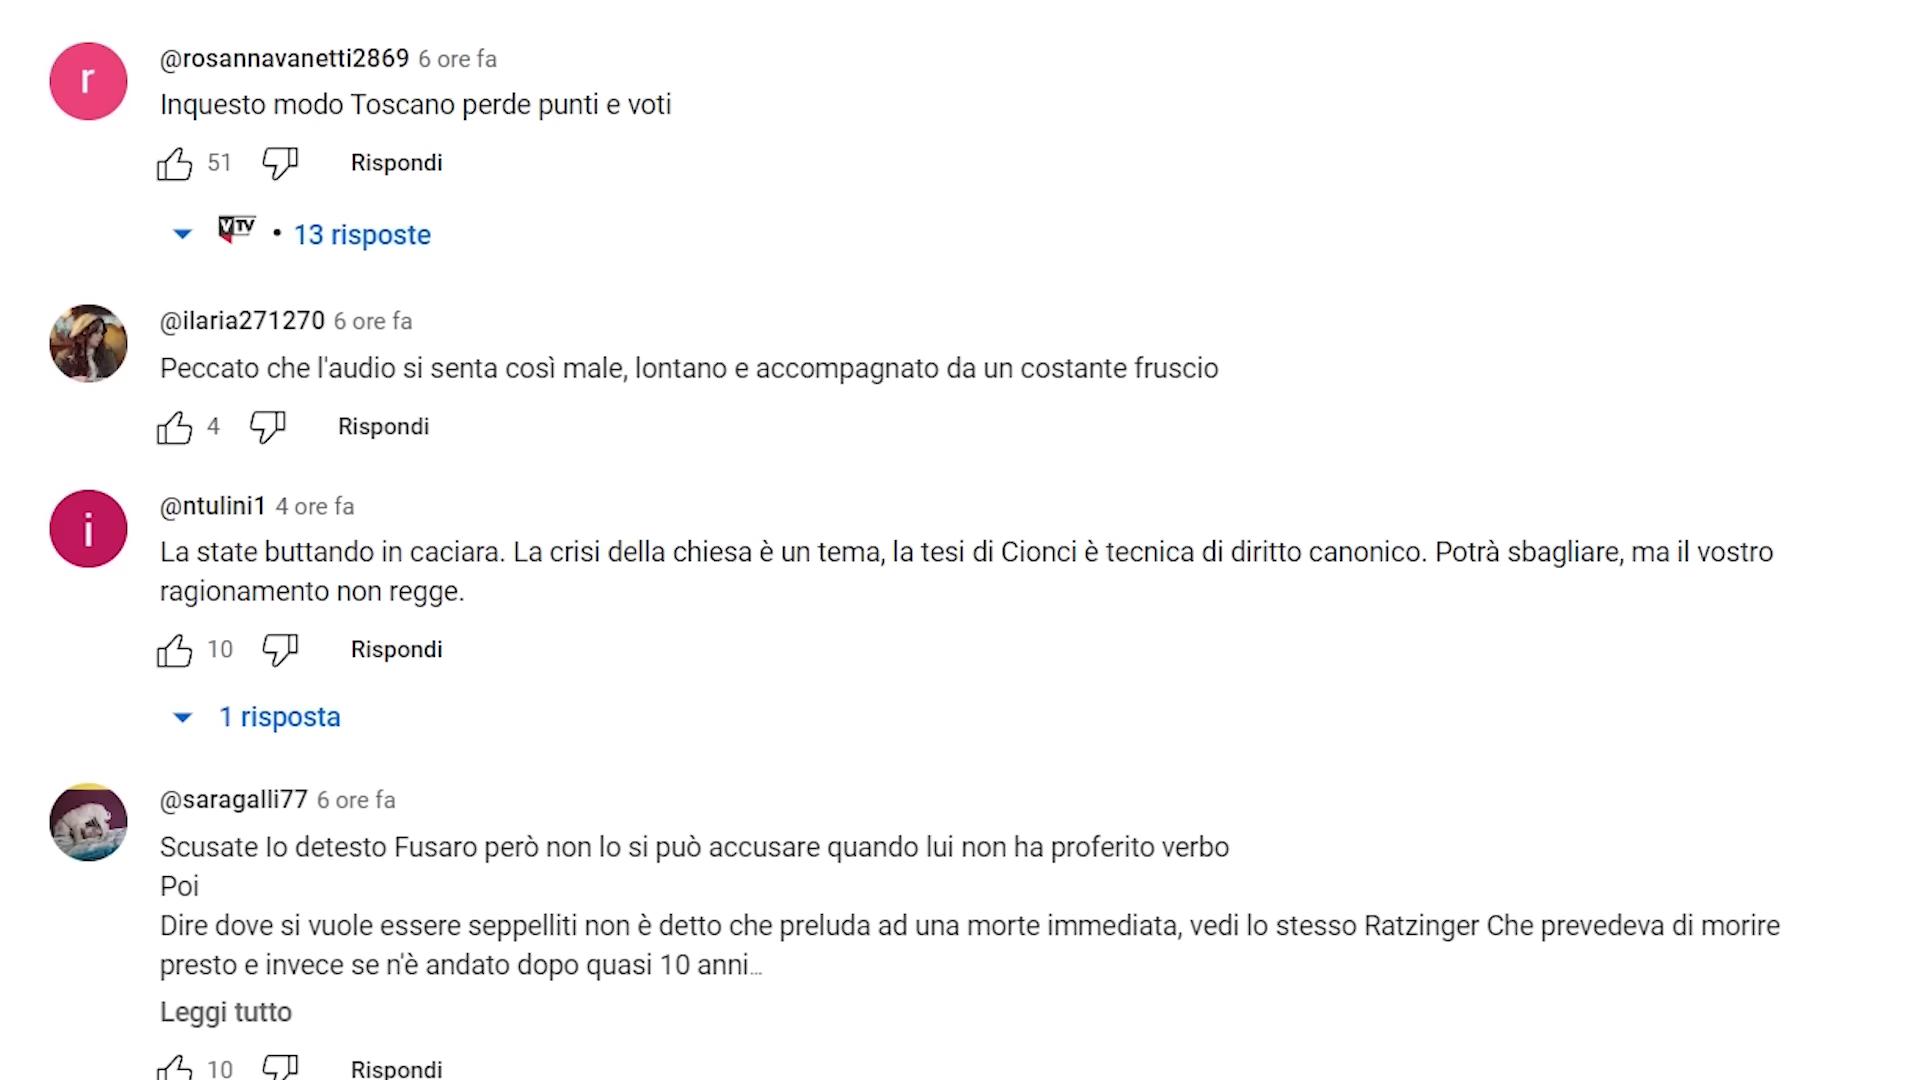 r
@rosannavanetti2869 6 ore fa
Inquesto modo Toscano perde punti e voti
51 Rispondi
VTV • 13 risposte
@ilaria271270 6 ore fa
Peccato che l'audio si senta così male, lontano e accompagnato da un costante fruscio
4 Rispondi
i
@ntulini1 4 ore fa
La state buttando in caciara. La crisi della chiesa è un tema, la tesi di Cionci è tecnica di diritto canonico. Potrà sbagliare, ma il vostro
ragionamento non regge.
10 Rispondi
1 risposta
@saragalli77 6 ore fa
Scusate Io detesto Fusaro però non lo si può accusare quando lui non ha proferito verbo
Poi
Dire dove si vuole essere seppelliti non è detto che preluda ad una morte immediata, vedi lo stesso Ratzinger Che prevedeva di morire
presto e invece se n'è andato dopo quasi 10 anni...
Leggi tutto
10 Rispondi